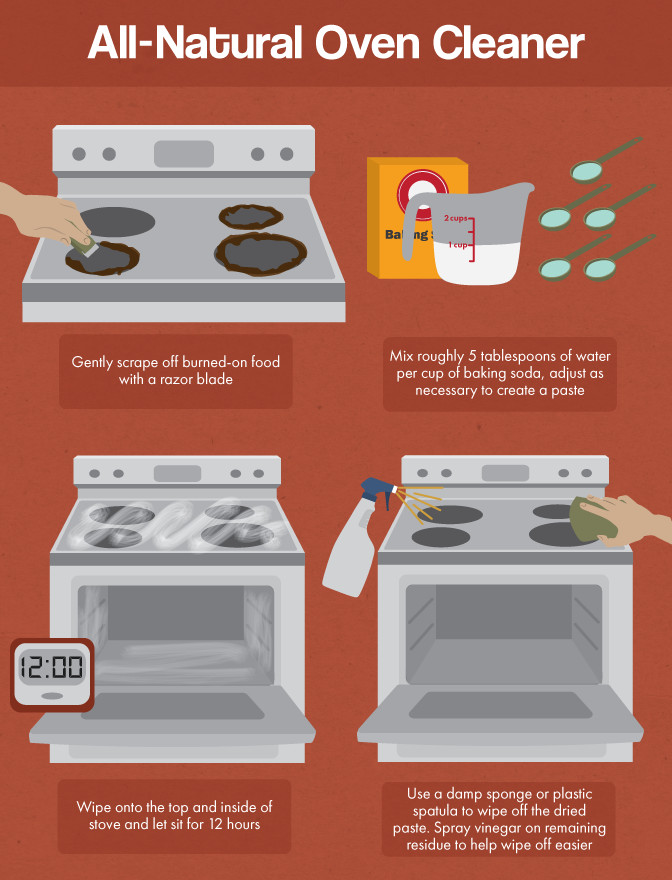 All-Natural Oven Cleaner
2 cups
1 cup
Gently scrape off burned-on food
with a razor blade
Mix roughly 5 tablespoons of water
per cup of baking soda, adjust as
necessary to create a paste
12:00
Wipe onto the top and inside of
stove and let sit for 12 hours
Use a damp sponge or plastic
spatula to wipe off the dried
paste. Spray vinegar on remaining
residue to help wipe off easier